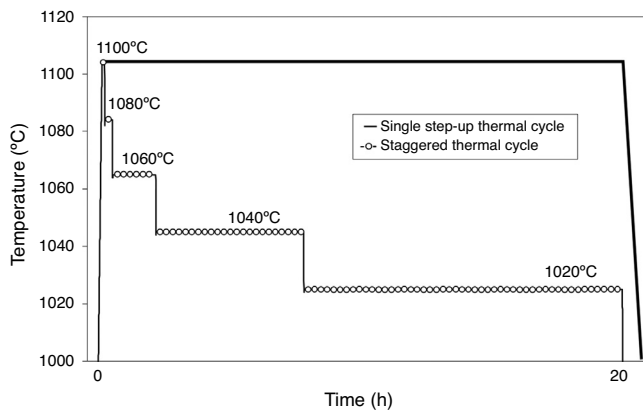 1120
1100
1080
1060
1040
1020
1000
Temperature (ºC)
1100ºC
1080ºC
1060ºC
1040ºC
1020ºC
Single step-up thermal cycle
Staggered thermal cycle
0
20
Time (h)